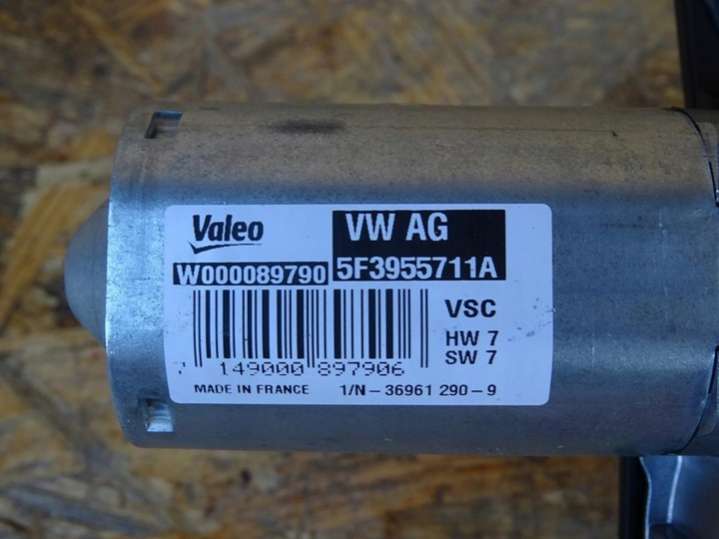 Valeo
VW AG
W000089790
5F3955711A
VSC
HW 7
SW 7
7 149000 897906
MADE IN FRANCE
1/N-36961 290-9